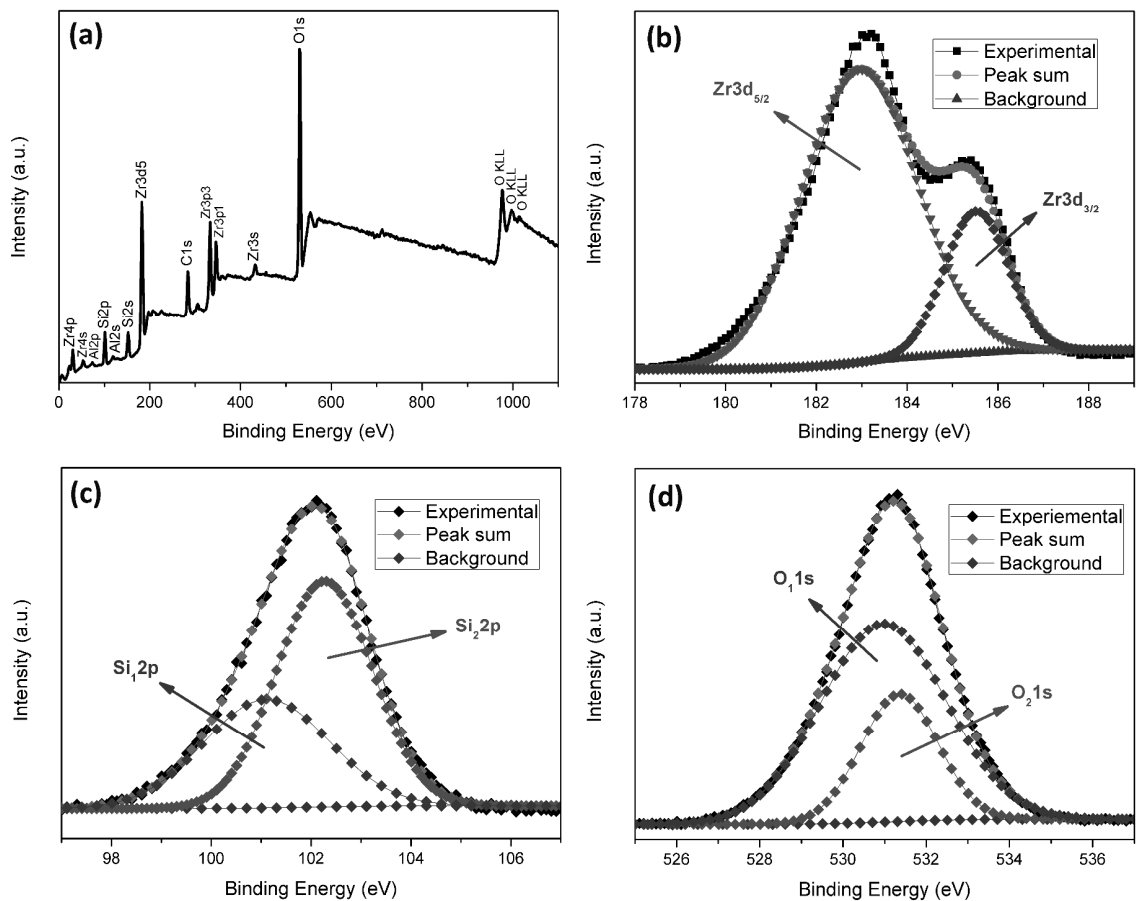 (a)
O1s
Zr3d5
C1s
Zr3p3
Zr3p1
Zr3s
O KLL
O KLL
O KLL
Zr4p
Zr4s
Al2p
Si2p
Al2s
Si2s
Intensity (a.u.)
0 200 400 600 800 1000
Binding Energy (eV)
(b)
Experimental
Peak sum
Background
Zr3d5/2
Zr3d3/2
Intensity (a.u.)
178 180 182 184 186 188
Binding Energy (eV)
(c)
Experimental
Peak sum
Background
Si12p
Si22p
Intensity (a.u.)
98 100 102 104 106
Binding Energy (eV)
(d)
Experiemental
Peak sum
Background
O11s
O21s
Intensity (a.u.)
526 528 530 532 534 536
Binding Energy (eV)